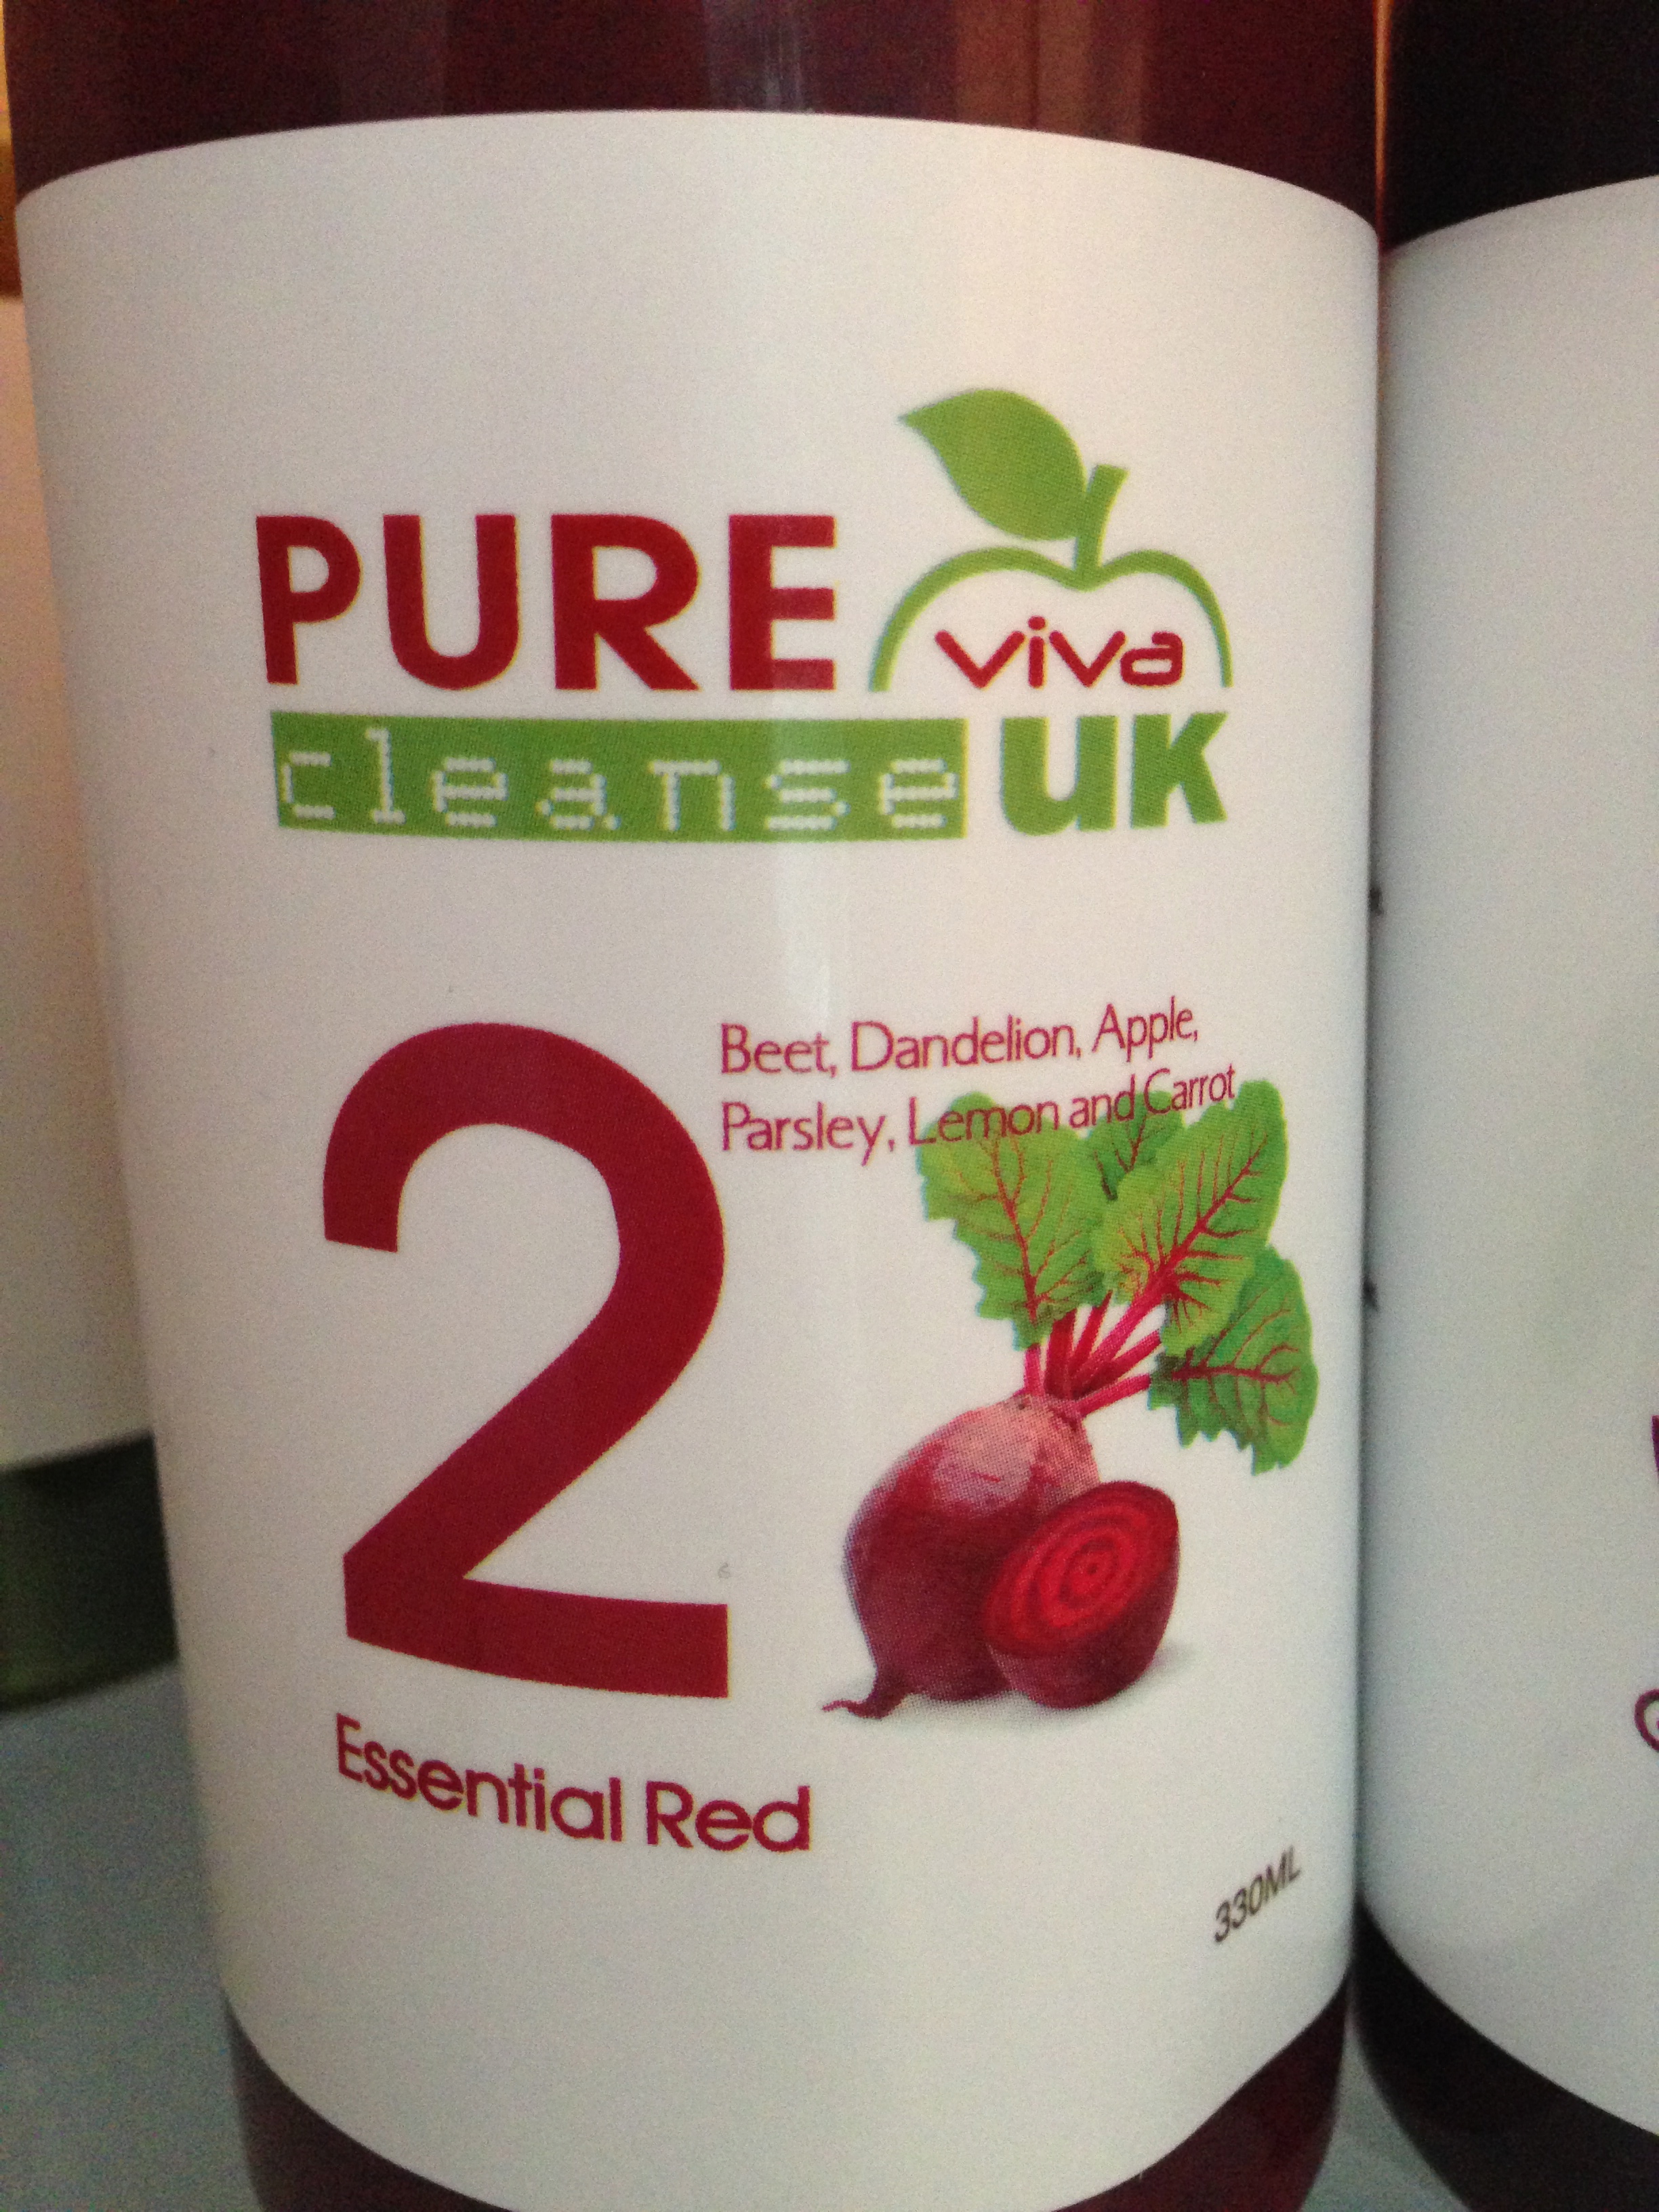 PURE viva
cleanse UK
2
Beet, Dandelion, Apple,
Parsley, Lemon and Carrot
Essential Red
330ML